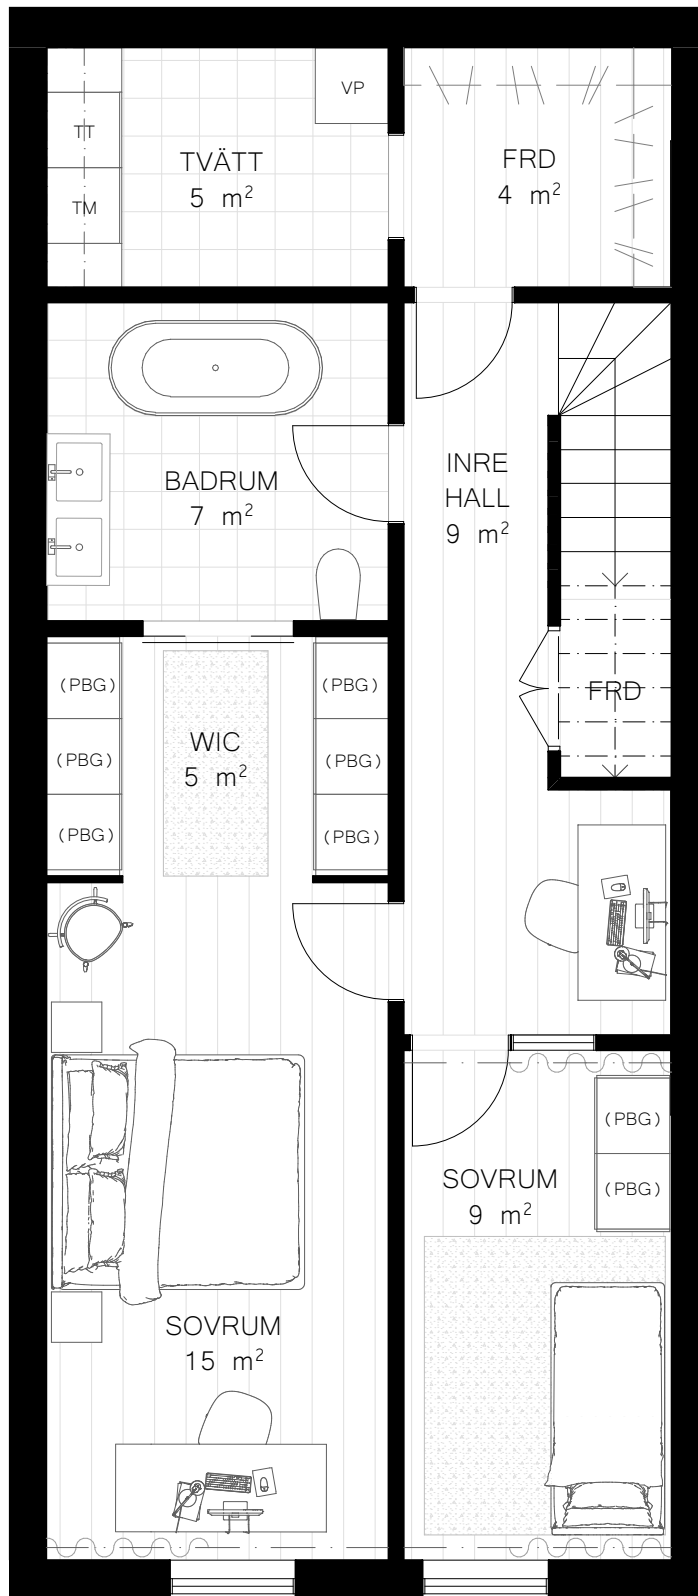 VP
TT
TM
TVÄTT
5 m²
FRD
4 m²
BADRUM
7 m²
INRE
HALL
9 m²
FRD
(PBG)
(PBG)
(PBG)
WIC
5 m²
(PBG)
(PBG)
(PBG)
(PBG)
(PBG)
SOVRUM
9 m²
SOVRUM
15 m²